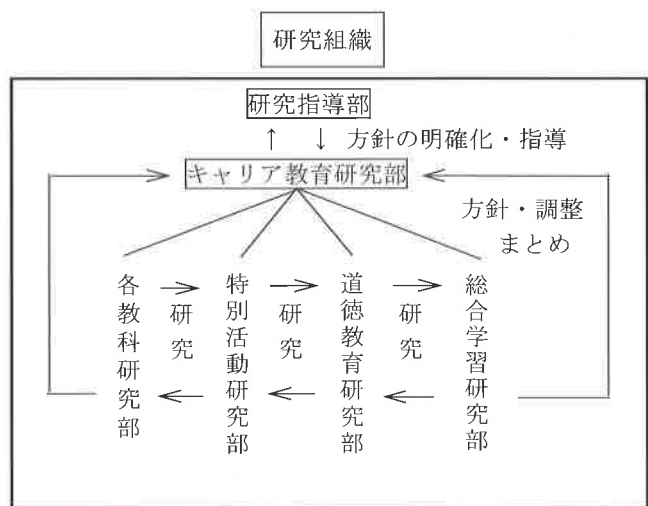 研究組織
研究指導部
↑ ↓ 方針の明確化・指導
キャリア教育研究部
方針・調整
まとめ
各教科研究部
研究
特別活動研究部
研究
道徳教育研究部
研究
総合学習研究部